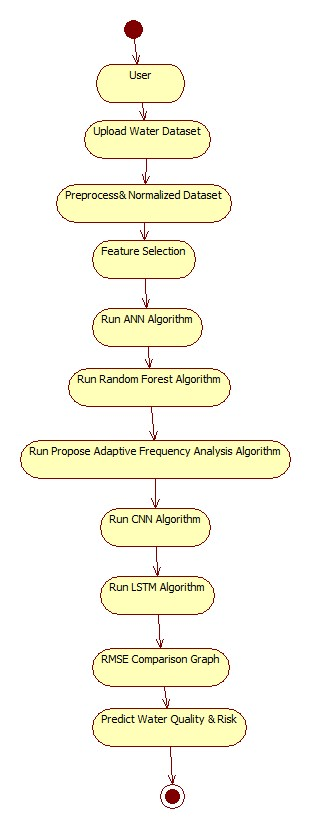 User
Upload Water Dataset
Preprocess& Normalized Dataset
Feature Selection
Run ANN Algorithm
Run Random Forest Algorithm
Run Propose Adaptive Frequency Analysis Algorithm
Run CNN Algorithm
Run LSTM Algorithm
RMSE Comparison Graph
Predict Water Quality & Risk